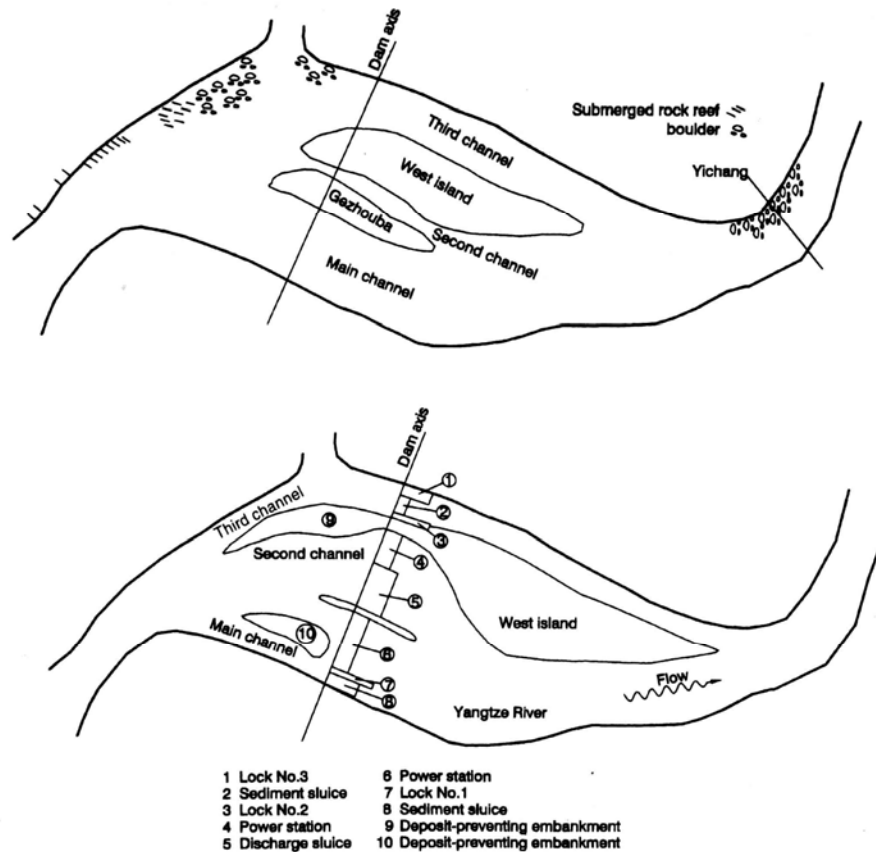 Dam axis
Third channel
West island
Gezhouba
Second channel
Main channel
Submerged rock reef
boulder
Yichang
Dam axis
Third channel
Second channel
Main channel
West island
Flow
Yangtze River
1
2
3
4
5
6
7
8
9
10
1 Lock No.3
2 Sediment sluice
3 Lock No.2
4 Power station
5 Discharge sluice
6 Power station
7 Lock No.1
8 Sediment sluice
9 Deposit-preventing embankment
10 Deposit-preventing embankment